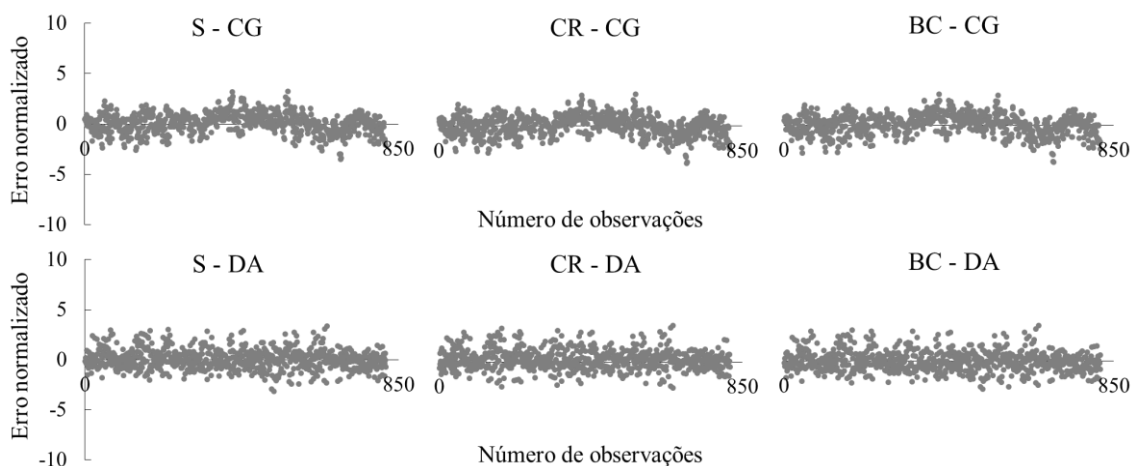 S - CG
CR - CG
BC - CG
Erro normalizado
10
5
0
-5
-10
0
850
0
850
0
850
Número de observações
S - DA
CR - DA
BC - DA
Erro normalizado
10
5
0
-5
-10
0
850
0
850
0
850
Número de observações